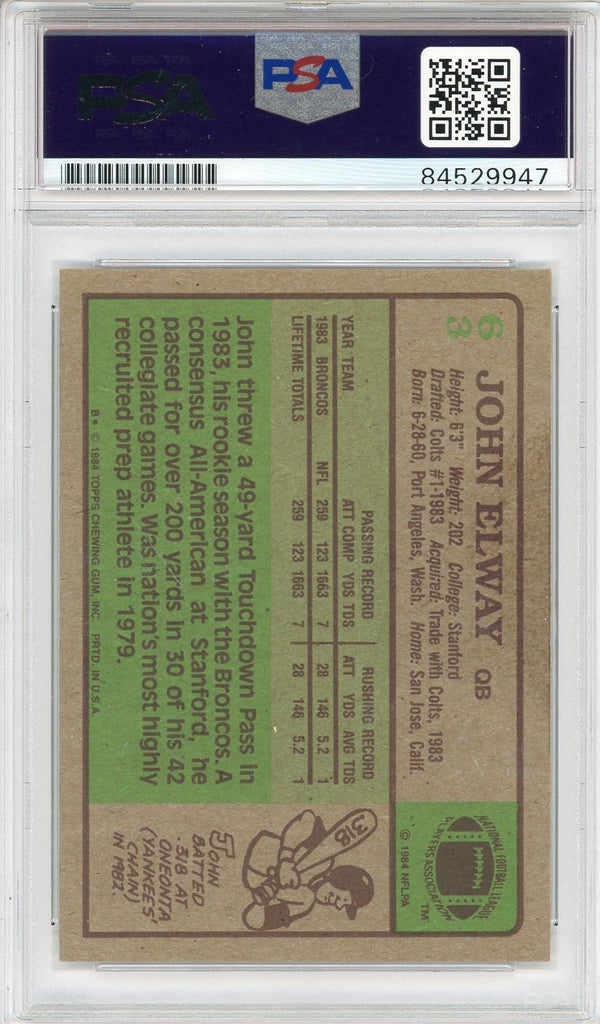 PSA
PSA
84529947
63
JOHN ELWAY QB
Height: 6'3" Weight: 202 College: Stanford
Drafted: Colts #1-1983 Acquired: Trade with Colts, 1983
Born: 6-28-60, Port Angeles, Wash. Home: San Jose, Calif.
NATIONAL FOOTBALL LEAGUE
PLAYERS ASSOCIATION
TM
© 1984 NFLPA
PASSING RECORD RUSHING RECORD
YEAR TEAM ATT COMP YDS TDS ATT YDS AVG TDS
1983 BRONCOS NFL 259 123 1663 7 28 146 5.2 1
LIFETIME TOTALS 259 123 1663 7 28 146 5.2 1
John threw a 49-yard Touchdown Pass in
1983, his rookie season with the Broncos. A
consensus All-American at Stanford, he
passed for over 200 yards in 30 of his 42
collegiate games. Was nation's most highly
recruited prep athlete in 1979.
B* © 1984 TOPPS CHEWING GUM, INC. PRTD. IN U.S.A.
.318
JOHN
BATTED
.318 AT
ONEONTA
(YANKEES'
CHAIN)
IN 1982.